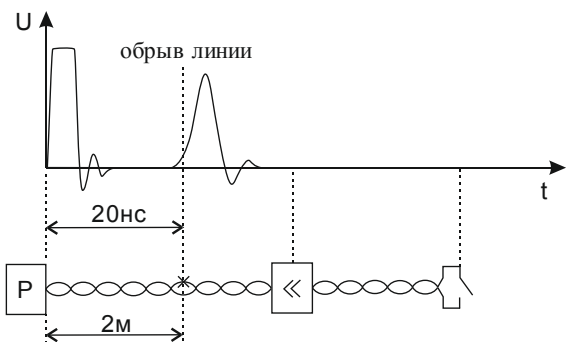 U
обрыв линии
t
20нс
P
2м